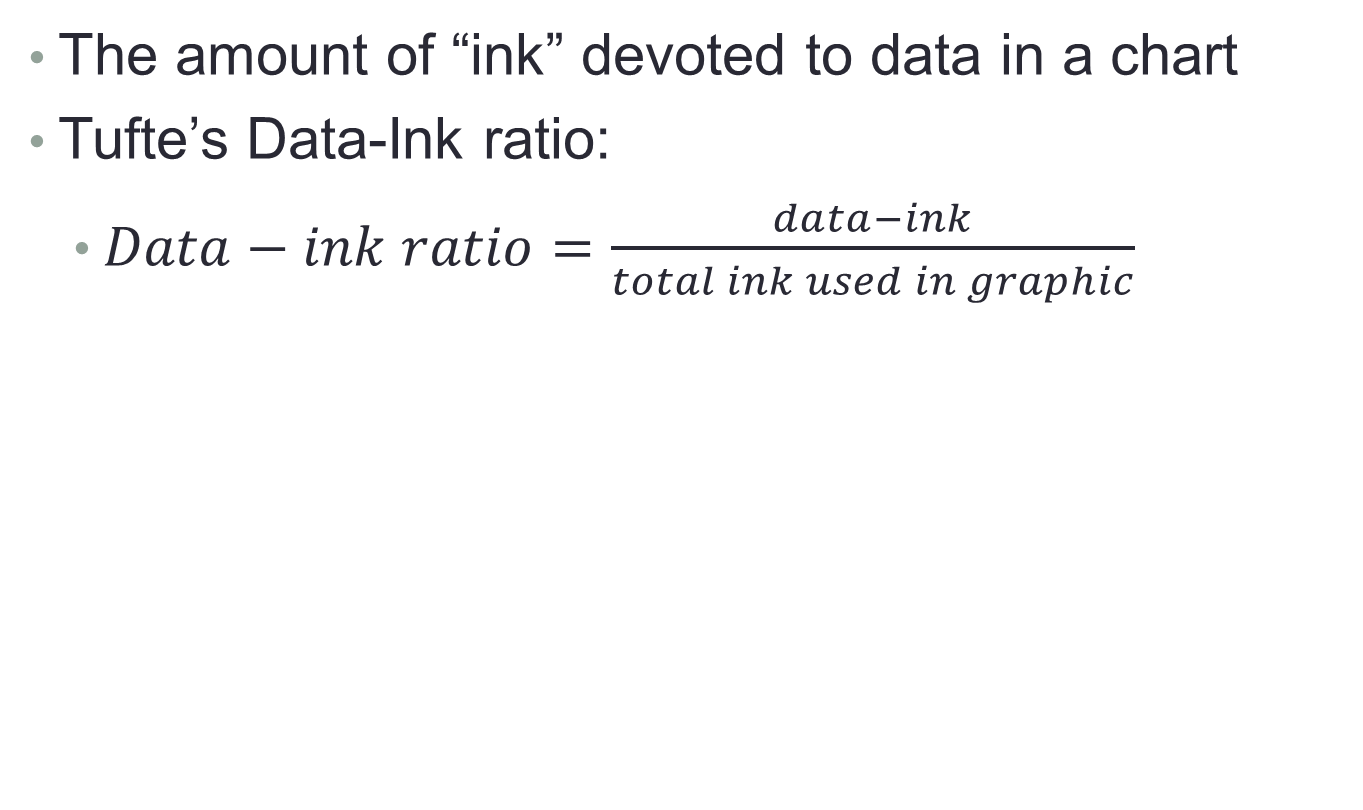 • The amount of “ink” devoted to data in a chart
• Tufte’s Data-Ink ratio:
• Data − ink ratio = data−ink / total ink used in graphic